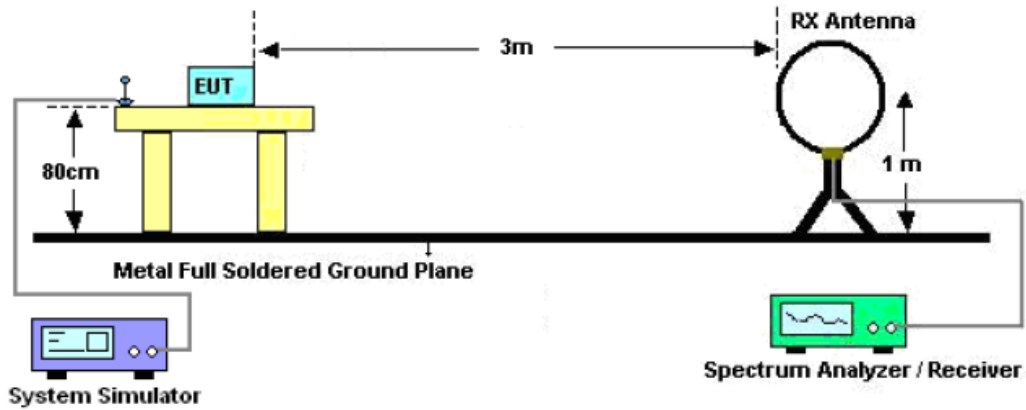 RX Antenna
3m
EUT
80cm
1 m
Metal Full Soldered Ground Plane
Spectrum Analyzer / Receiver
System Simulator